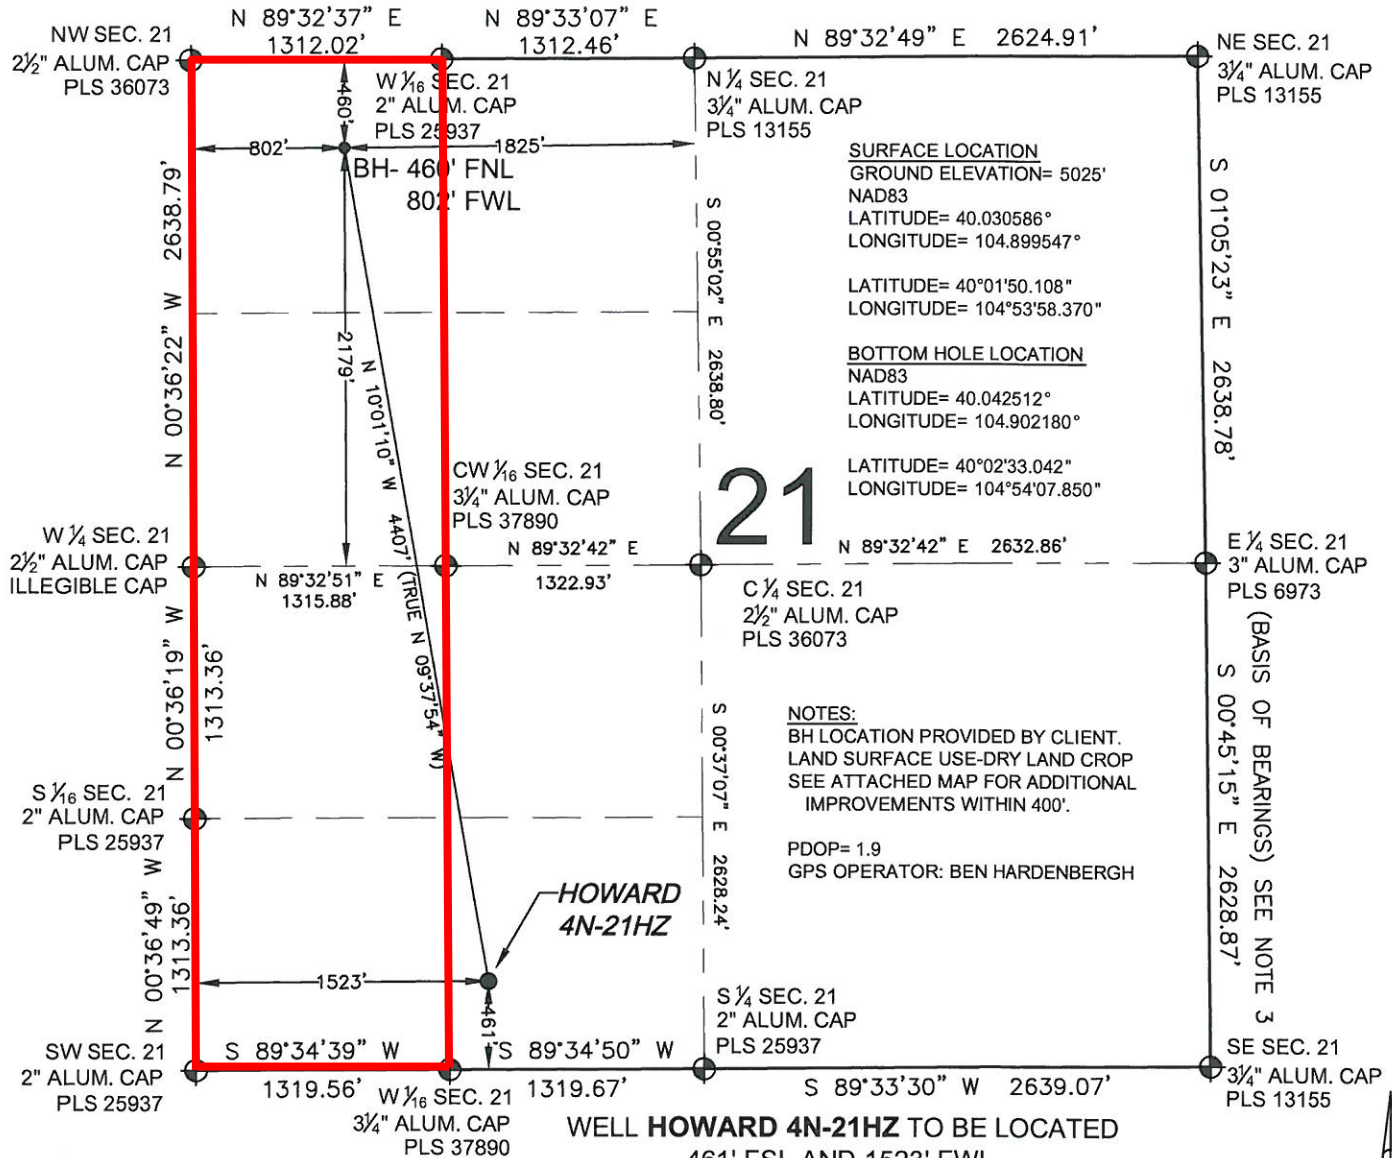 N 89°32'37" E
1312.02'
N 89°33'07" E
1312.46'
N 89°32'49" E 2624.91'
NW SEC. 21
2½" ALUM. CAP
PLS 36073
W 1/16 SEC. 21
2" ALUM. CAP
PLS 25937
N ¼ SEC. 21
3¼" ALUM. CAP
PLS 13155
NE SEC. 21
3¼" ALUM. CAP
PLS 13155
460'
802'
1825'
BH- 460' FNL
802' FWL
SURFACE LOCATION
GROUND ELEVATION= 5025'
NAD83
LATITUDE= 40.030586°
LONGITUDE= 104.899547°
LATITUDE= 40°01'50.108"
LONGITUDE= 104°53'58.370"
BOTTOM HOLE LOCATION
NAD83
LATITUDE= 40.042512°
LONGITUDE= 104.902180°
LATITUDE= 40°02'33.042"
LONGITUDE= 104°54'07.850"
N 00°36'22" W 2638.79'
2179'
N 10°01'10" W 4407' (TRUE N 09°37'54" W)
S 00°55'02" E 2638.80'
S 01°05'23" E 2638.78'
21
CW 1/16 SEC. 21
3¼" ALUM. CAP
PLS 37890
W ¼ SEC. 21
2½" ALUM. CAP
ILLEGIBLE CAP
N 89°32'51" E
1315.88'
N 89°32'42" E
1322.93'
N 89°32'42" E 2632.86'
C ¼ SEC. 21
2½" ALUM. CAP
PLS 36073
E ¼ SEC. 21
3" ALUM. CAP
PLS 6973
N 00°36'19" W
1313.36'
S 00°37'07" E 2628.24'
S 00°45'15" E 2628.87'
(BASIS OF BEARINGS) SEE NOTE 3
NOTES:
BH LOCATION PROVIDED BY CLIENT.
LAND SURFACE USE-DRY LAND CROP
SEE ATTACHED MAP FOR ADDITIONAL
IMPROVEMENTS WITHIN 400'.
PDOP= 1.9
GPS OPERATOR: BEN HARDENBERGH
S 1/16 SEC. 21
2" ALUM. CAP
PLS 25937
N 00°36'49" W
1313.36'
HOWARD
4N-21HZ
1523'
461'
SW SEC. 21
2" ALUM. CAP
PLS 25937
S 89°34'39" W
1319.56'
W 1/16 SEC. 21
3¼" ALUM. CAP
PLS 37890
S 89°34'50" W
1319.67'
S ¼ SEC. 21
2" ALUM. CAP
PLS 25937
S 89°33'30" W 2639.07'
SE SEC. 21
3¼" ALUM. CAP
PLS 13155
WELL HOWARD 4N-21HZ TO BE LOCATED
461' FSL AND 1523' FWL